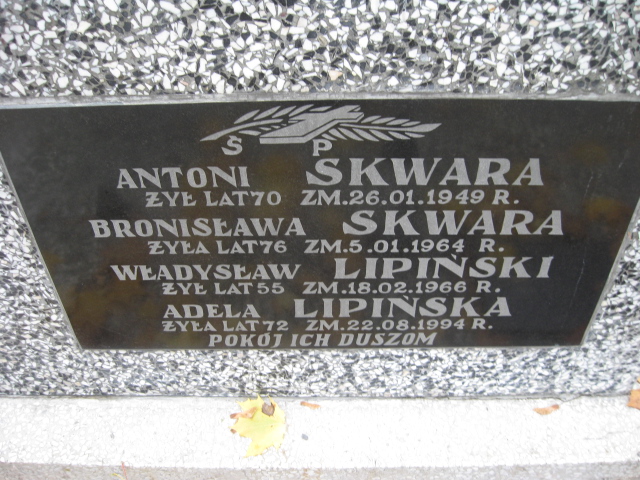 Ś P
ANTONI SKWARA
ŻYŁ LAT 70 ZM. 26.01.1949 R.
BRONISŁAWA SKWARA
ŻYŁA LAT 76 ZM. 5.01.1964 R.
WŁADYSŁAW LIPIŃSKI
ŻYŁ LAT 55 ZM. 18.02.1966 R.
ADELA LIPIŃSKA
ŻYŁA LAT 72 ZM. 22.08.1994 R.
POKÓJ ICH DUSZOM